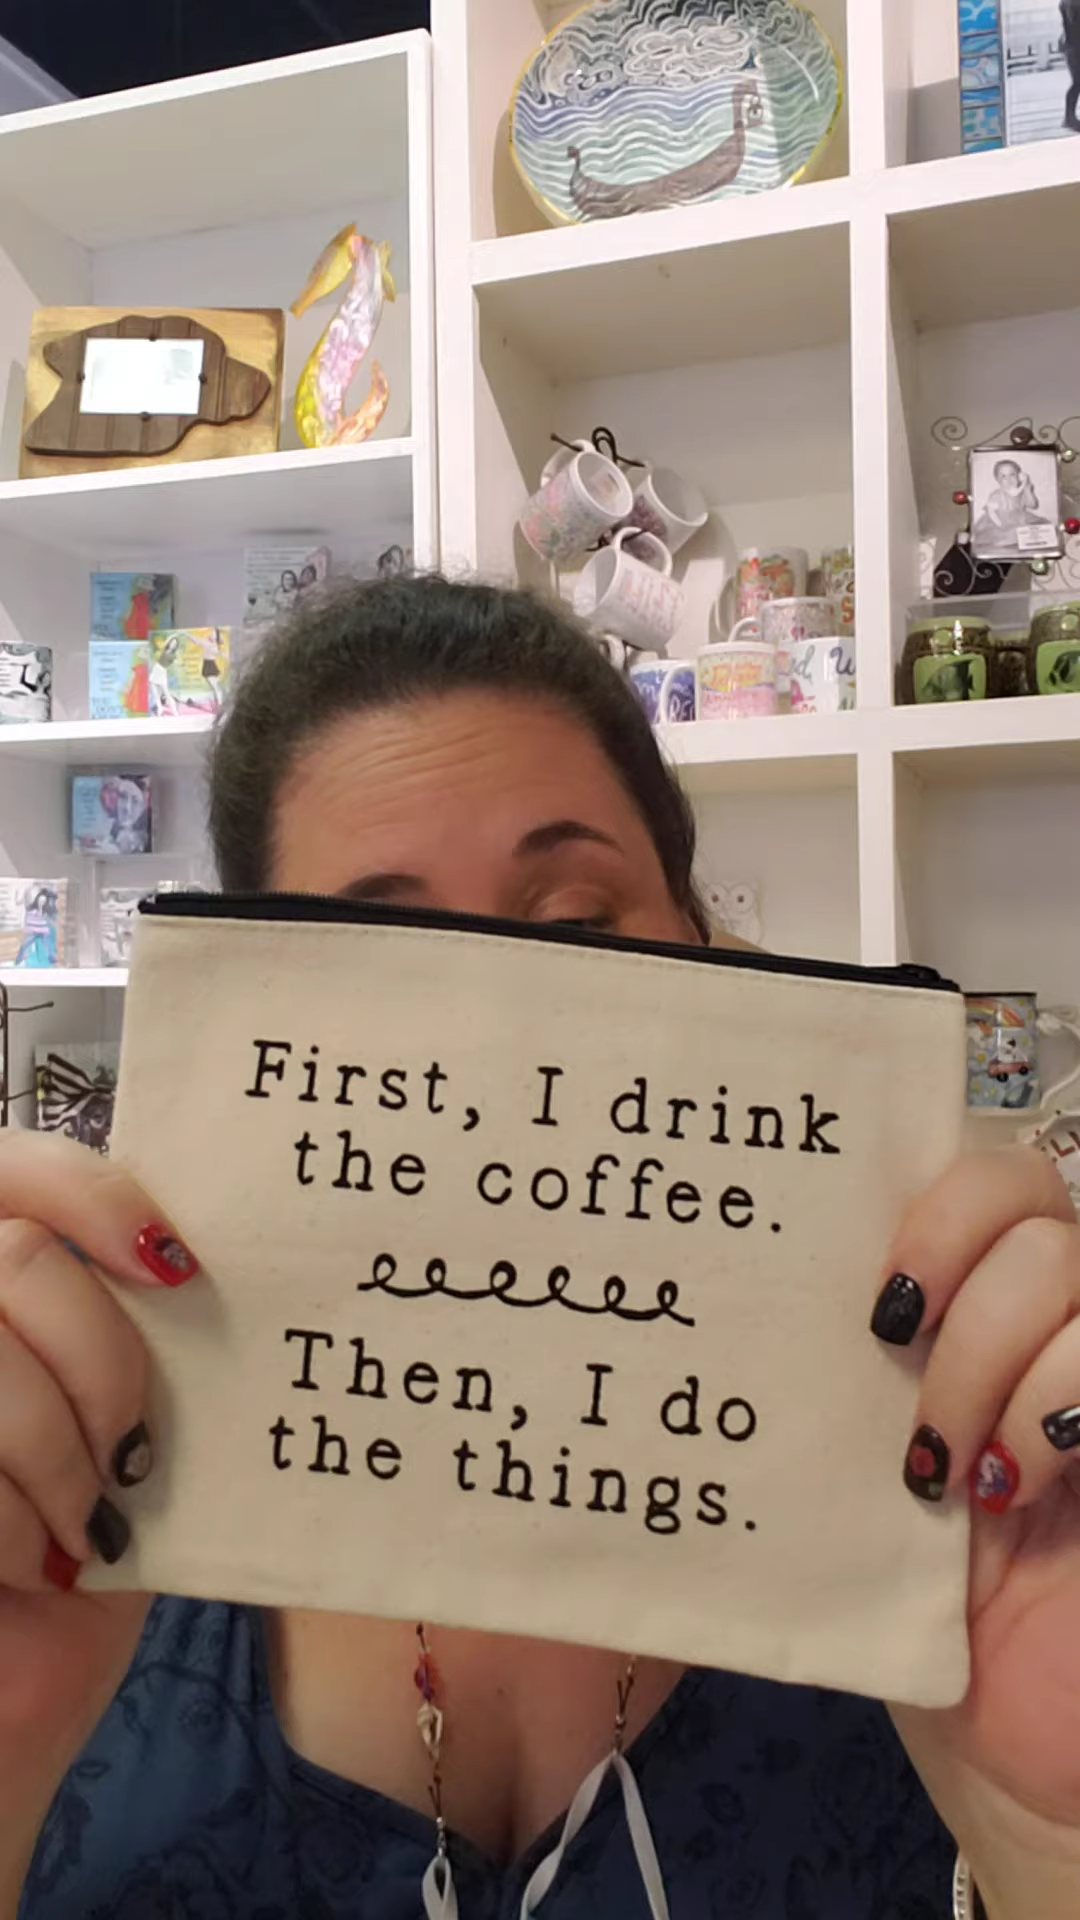 First, I drink
the coffee.
Then, I do
the things.